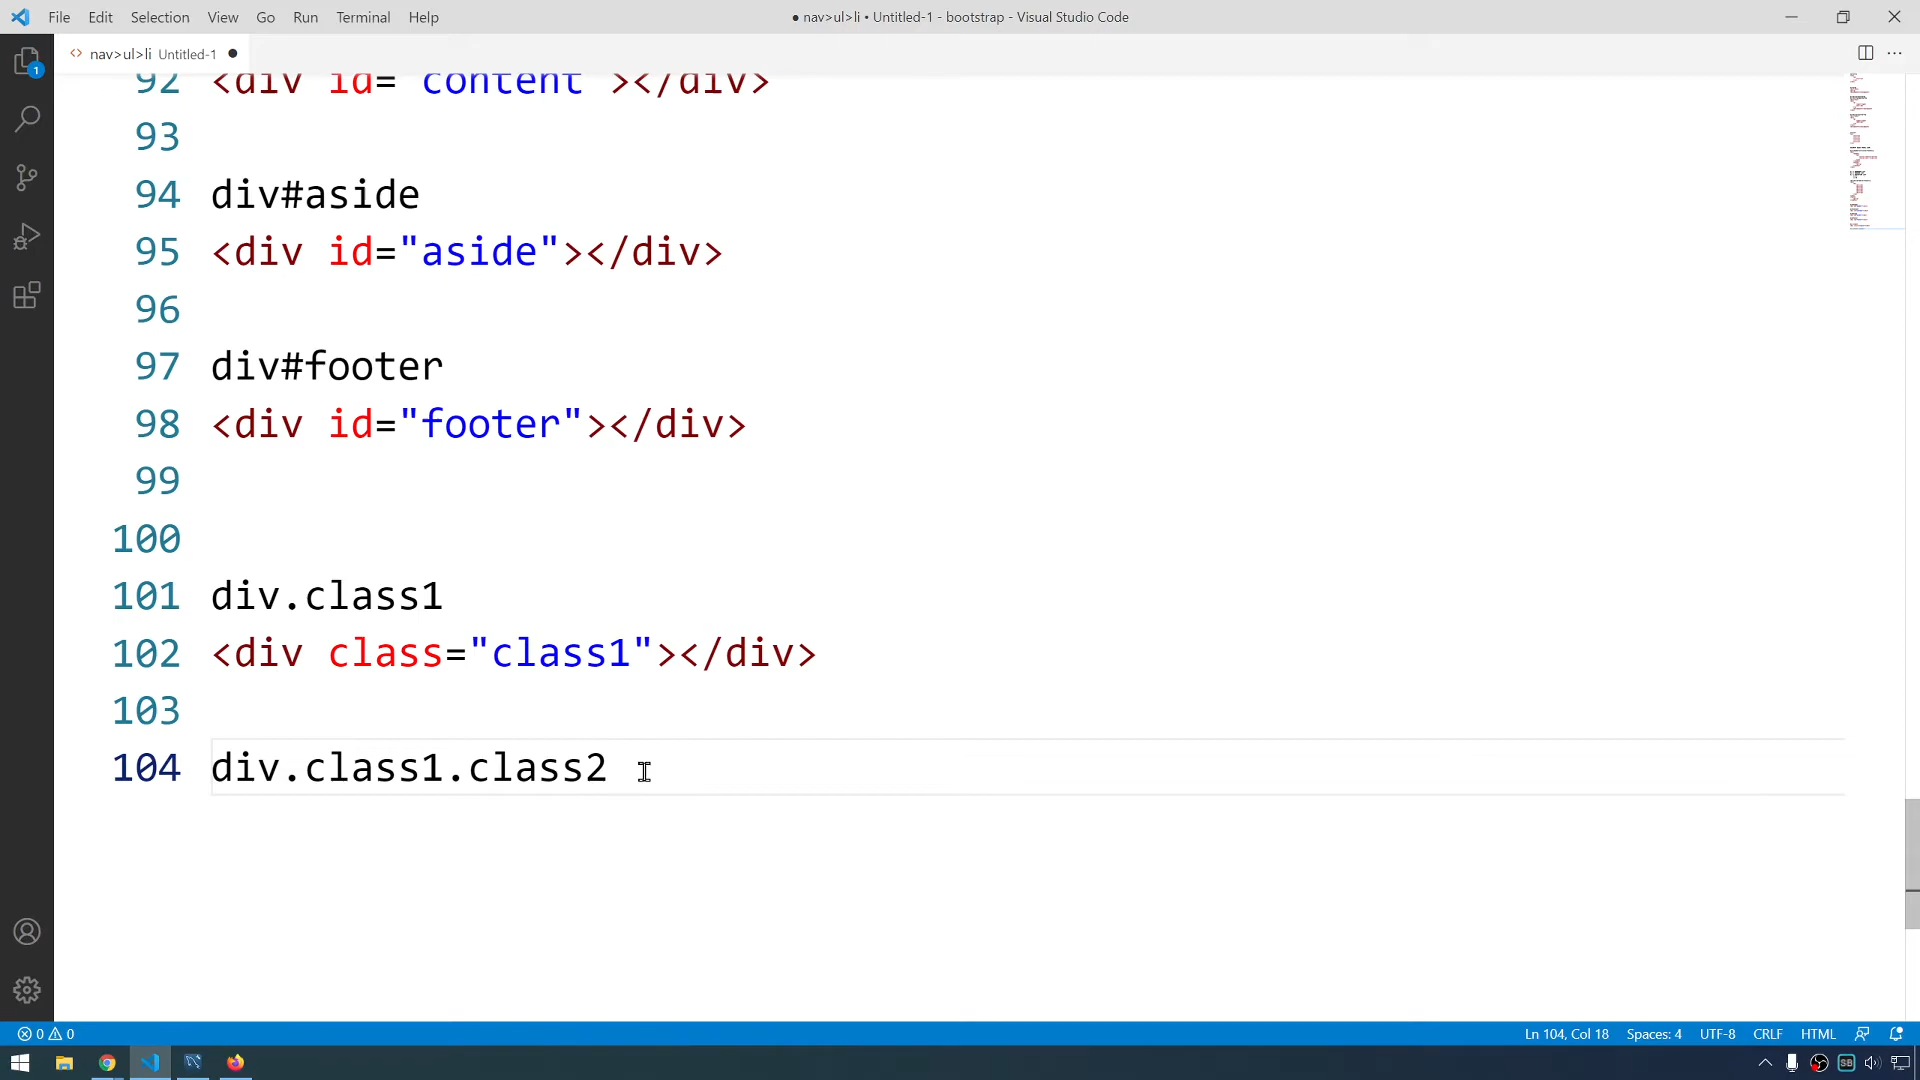 File Edit Selection View Go Run Terminal Help
● nav>ul>li • Untitled-1 - bootstrap - Visual Studio Code
<> nav>ul>li Untitled-1 ●
1
92 <div id="content"></div>
93
94 div#aside
95 <div id="aside"></div>
96
97 div#footer
98 <div id="footer"></div>
99
100
101 div.class1
102 <div class="class1"></div>
103
104 div.class1.class2
0 0
Ln 104, Col 18 Spaces: 4 UTF-8 CRLF HTML
SB